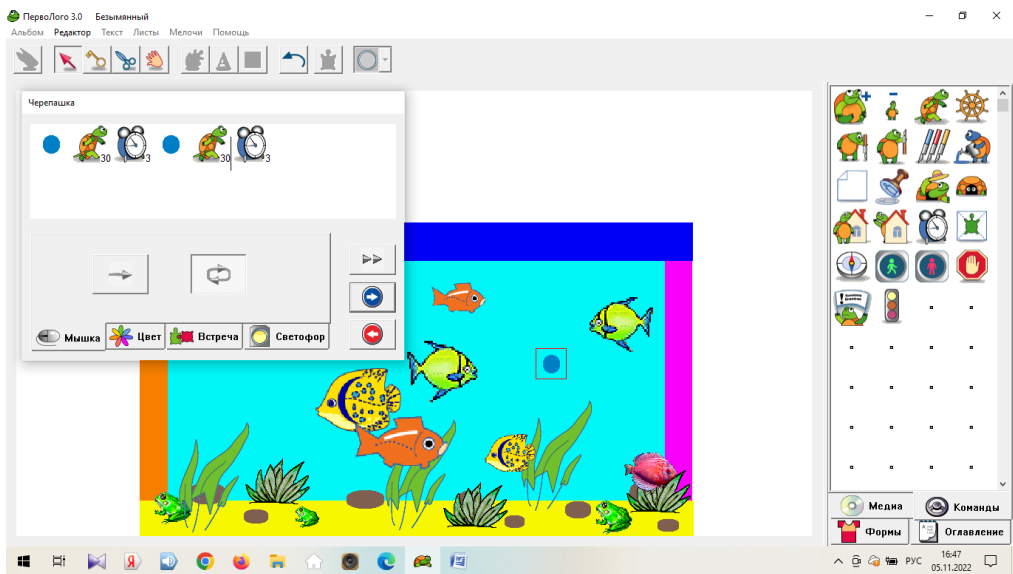 ПервоЛого 3.0 Безымянный
Альбом Редактор Текст Листы Мелочи Помощь
Черепашка
30 3 30 3
Мышка Цвет Встреча Светофор
Медиа Команды
Формы Оглавление
РУС 16:47
05.11.2022